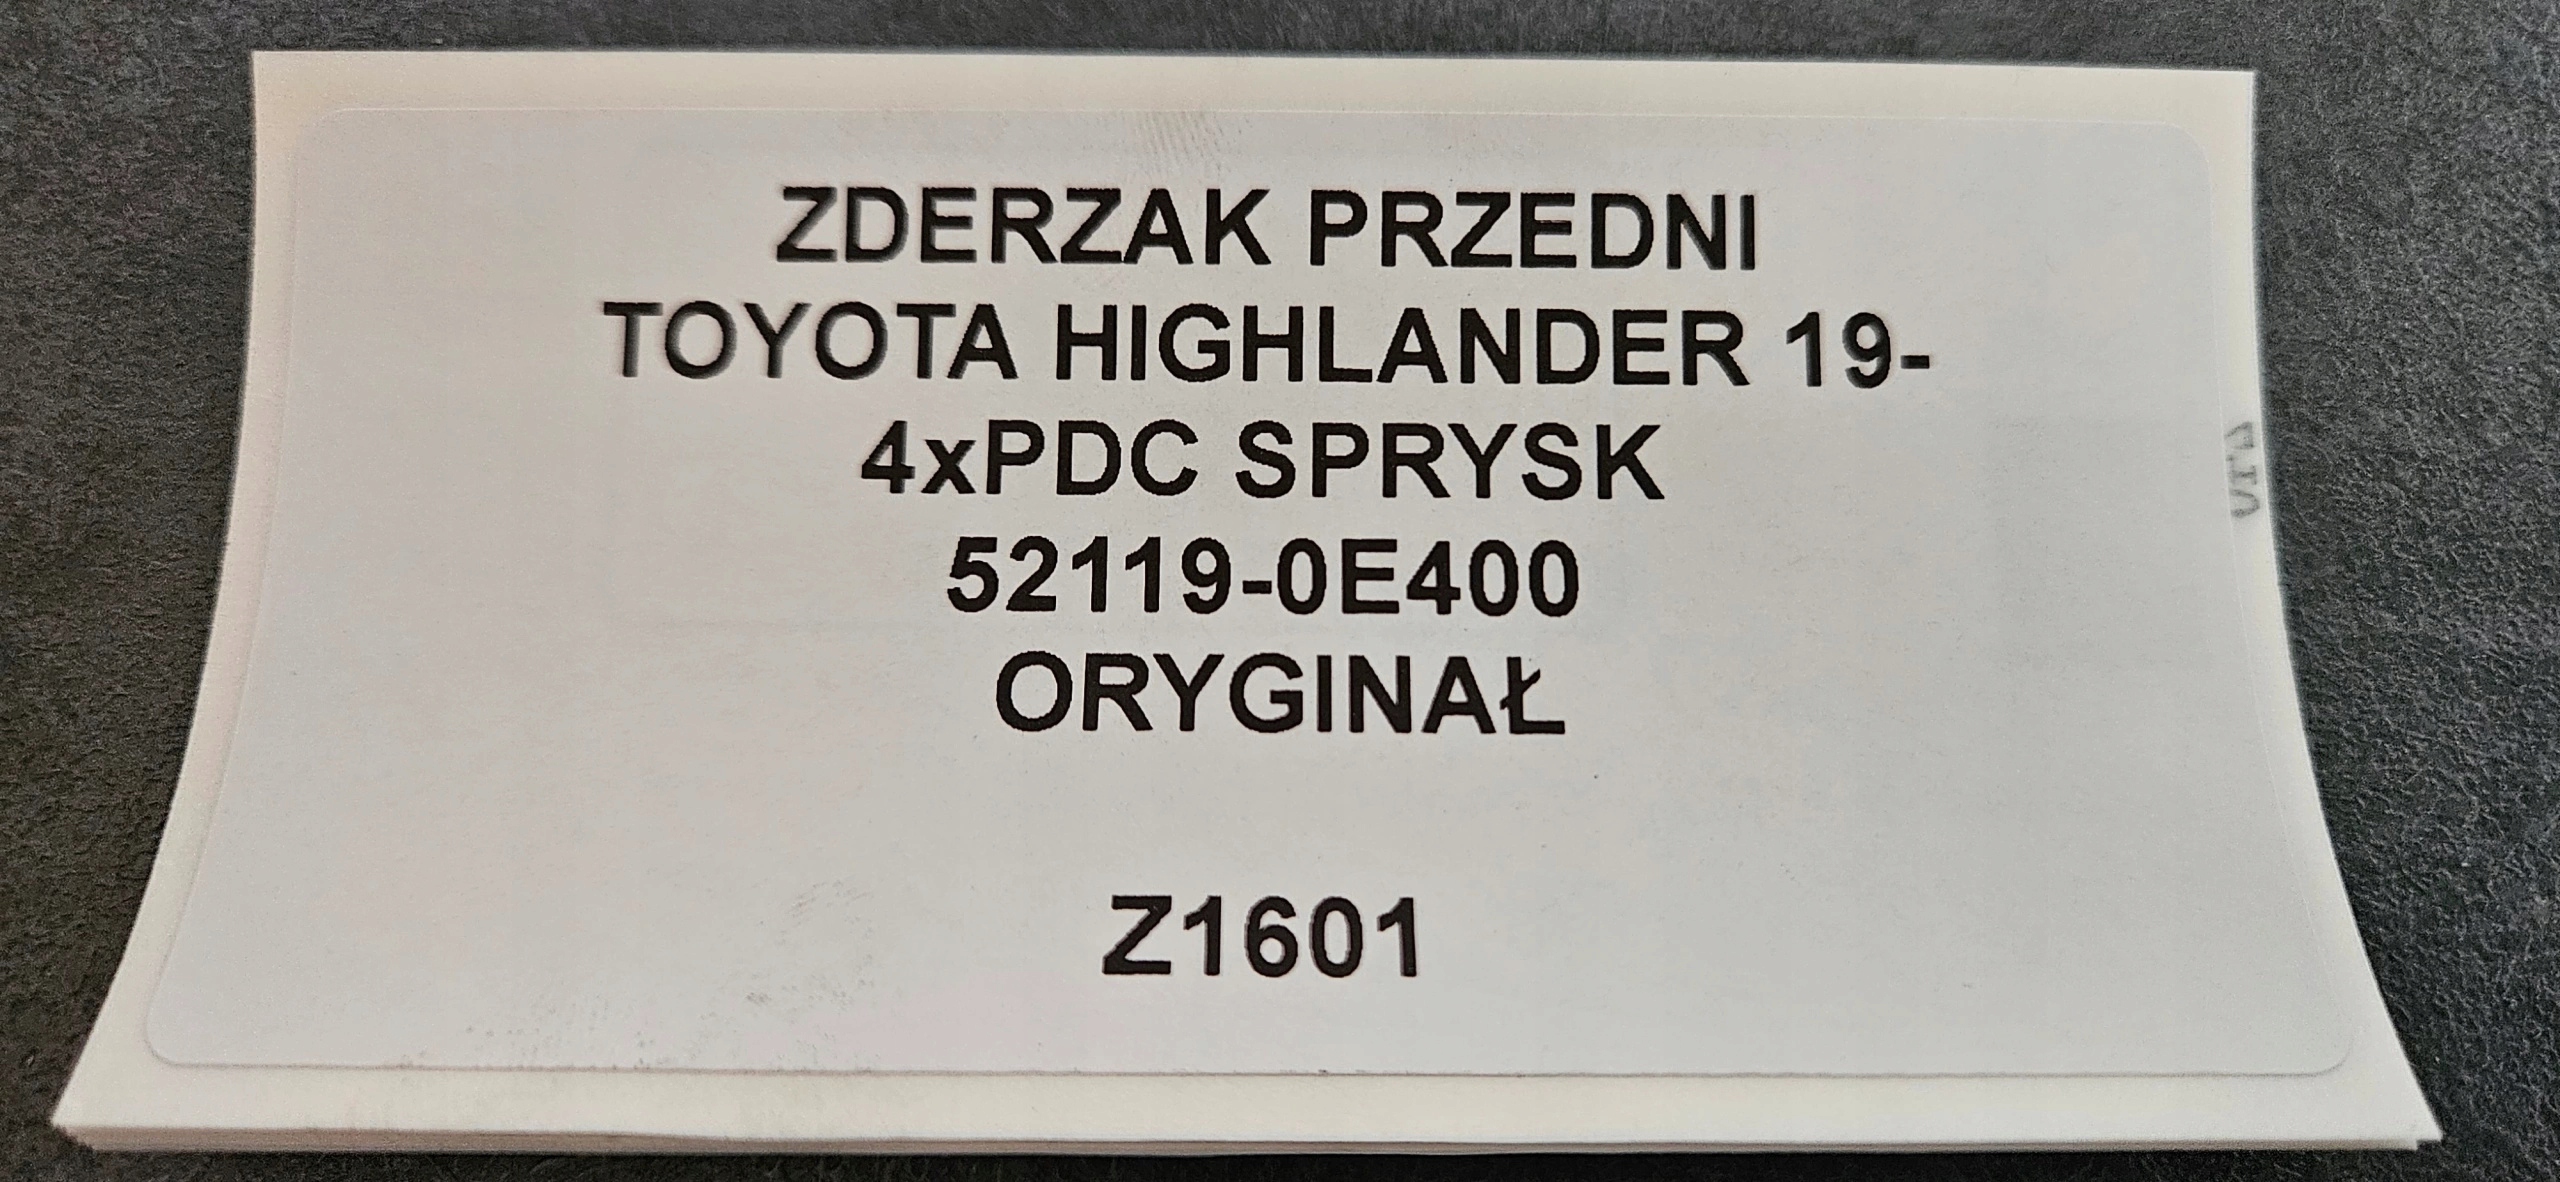 ZDERZAK PRZEDNI
TOYOTA HIGHLANDER 19-
4xPDC SPRYSK
52119-0E400
ORYGINAŁ
Z1601